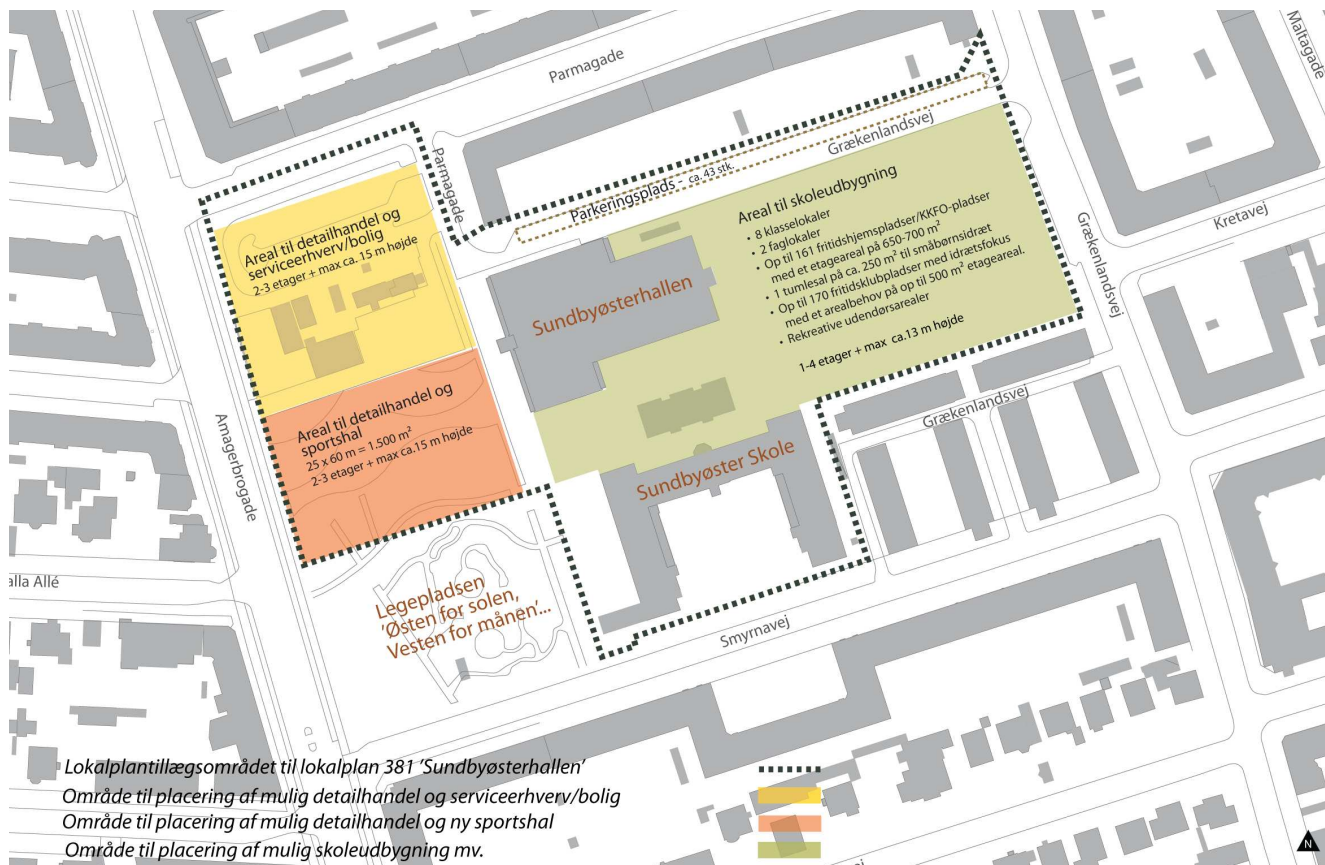 Parmagade
Maltagade
Parmagade
Grækenlandsvej
Parkeringsplads - ca. 43 stk.
Areal til detailhandel og
serviceerhverv/bolig
2-3 etager + max ca. 15 m højde
Areal til skoleudbygning
• 8 klasselokaler
• 2 faglokaler
• Op til 161 fritidshjemspladser/KKFO-pladser
med et etageareal på 650-700 m²
• 1 tumlesal på ca. 250 m² til småbørnsidræt
• Op til 170 fritidsklubpladser med idrætsfokus
med et arealbehov på op til 500 m² etageareal.
• Rekreative udendørsarealer
1-4 etager + max ca.13 m højde
Kretavej
Grækenlandsvej
Sundbyøsterhallen
Amagerbrogade
Areal til detailhandel og
sportshal
25 x 60 m = 1.500 m²
2-3 etager + max ca.15 m højde
Grækenlandsvej
Sundbyøster Skole
alla Allé
Legepladsen
'Østen for solen,
Vesten for månen'...
Smyrnavej
Lokalplantillægsområdet til lokalplan 381 'Sundbyøsterhallen'
Område til placering af mulig detailhandel og serviceerhverv/bolig
Område til placering af mulig detailhandel og ny sportshal
Område til placering af mulig skoleudbygning mv.
N